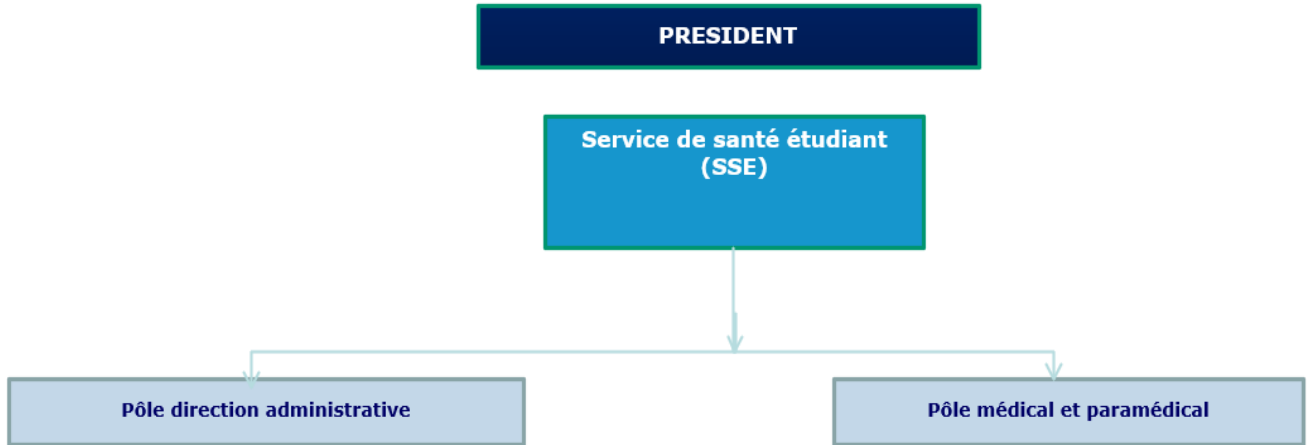 PRESIDENT
Service de santé étudiant
(SSE)
Pôle direction administrative
Pôle médical et paramédical